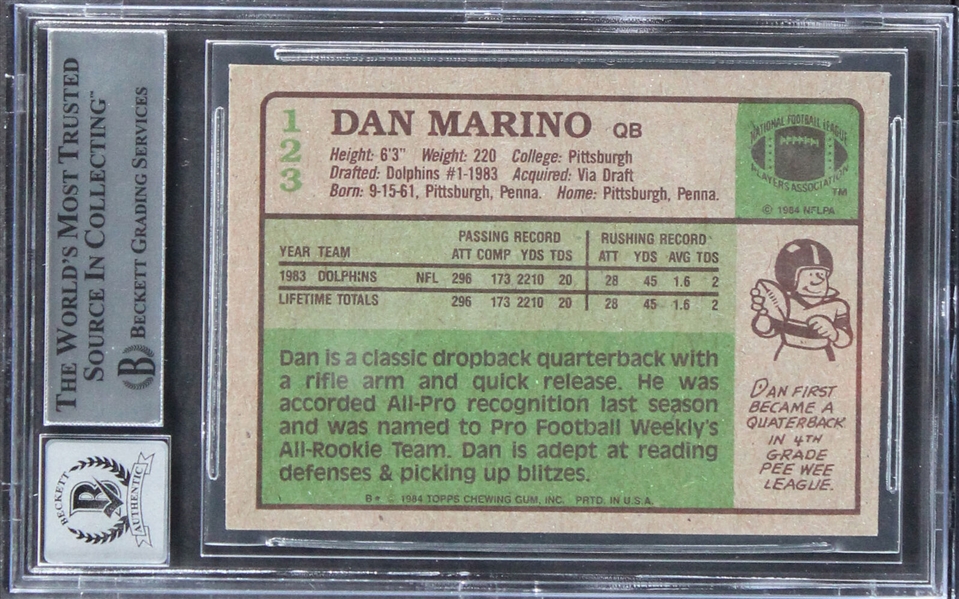 THE WORLD'S MOST TRUSTED
SOURCE IN COLLECTING™
B BECKETT GRADING SERVICES
BECKETT
B
AUTHENTIC
123
DAN MARINO QB
Height: 6'3" Weight: 220 College: Pittsburgh
Drafted: Dolphins #1-1983 Acquired: Via Draft
Born: 9-15-61, Pittsburgh, Penna. Home: Pittsburgh, Penna.
NATIONAL FOOTBALL LEAGUE
PLAYERS ASSOCIATION
TM
© 1984 NFLPA
PASSING RECORD RUSHING RECORD
YEAR TEAM ATT COMP YDS TDS ATT YDS AVG TDS
1983 DOLPHINS NFL 296 173 2210 20 28 45 1.6 2
LIFETIME TOTALS 296 173 2210 20 28 45 1.6 2
Dan is a classic dropback quarterback with
a rifle arm and quick release. He was
accorded All-Pro recognition last season
and was named to Pro Football Weekly's
All-Rookie Team. Dan is adept at reading
defenses & picking up blitzes.
B* © 1984 TOPPS CHEWING GUM, INC. PRTD. IN U.S.A.
DAN FIRST
BECAME A
QUATERBACK
IN 4TH
GRADE
PEE WEE
LEAGUE.